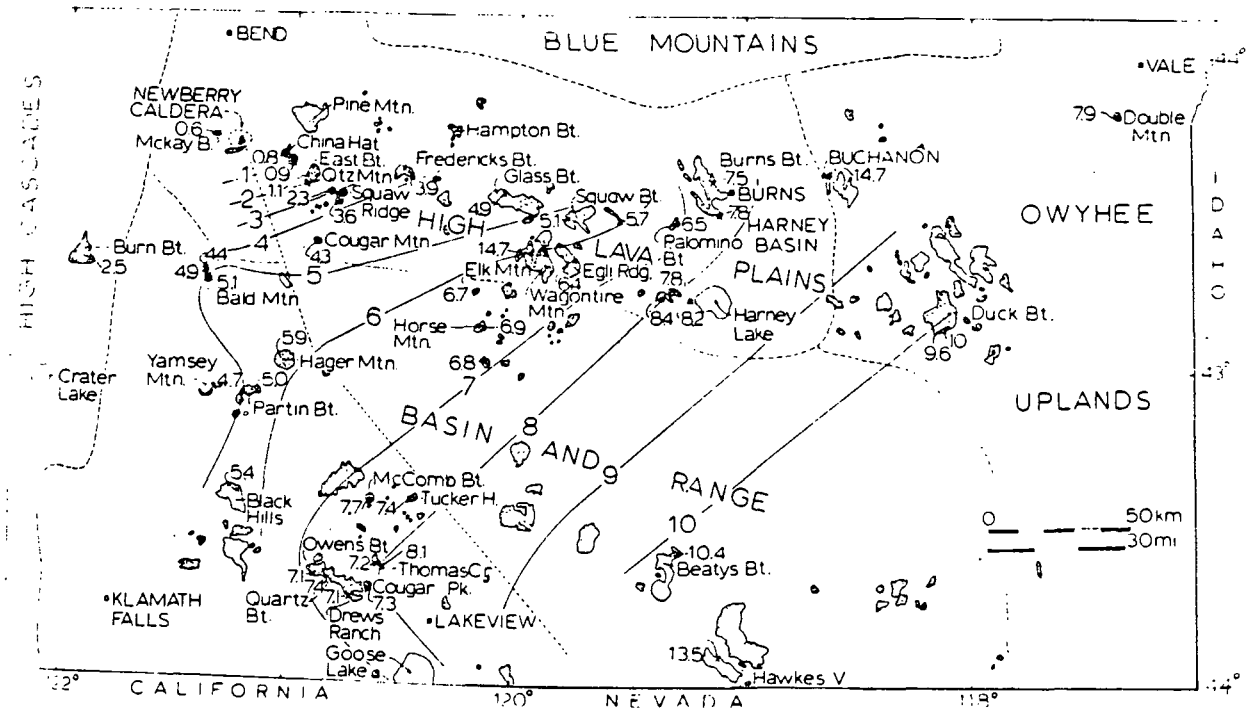 BEND
BLUE MOUNTAINS
VALE
44°
HIGH CASCADES
NEWBERRY
CALDERA
0.6
Mckay B.
Pine Mtn.
Hampton Bt.
7.9
Double
Mtn
China Hat
0.8
East Bt.
Fredericks Bt.
Burns Bt.
7.5
BUCHANON
14.7
1
0.9
Qtz Mtn
3.9
Glass Bt.
BURNS
IDAHO
2
1.1
2.3
Squaw
Ridge
4.9
Squaw Bt.
7.8
3
3.6
HIGH
5.1
5.7
6.5
HARNEY
BASIN
OWYHEE
4
Cougar Mtn.
4.3
14.7
LAVA
Palomino
Bt
Burn Bt.
2.5
4.4
4.9
5
Elk Mtn.
Egli Rdg.
7.8
PLAINS
5.1
Bald Mtn.
6.7
6.4
Wagontire
Mtn.
6
Horse
Mtn.
6.9
8.4
8.2
Harney
Lake
Duck Bt.
10
9.6
5.9
Hager Mtn.
6.8
43°
Yamsey
Mtn.
4.7
5.0
7
Crater
Lake
Partin Bt.
UPLANDS
BASIN
8
AND
9
RANGE
5.4
Black
Hills
McComb Bt.
7.7
7.4
Tucker H.
10
0
50km
30mi
Owens Bt.
7.2
8.1
10.4
Beatys Bt.
7.1
Thomas C.
7.4
7.1
Cougar Pk.
7.3
KLAMATH
FALLS
Quartz
Bt.
Drews
Ranch
LAKEVIEW
Goose
Lake
13.5
Hawkes V
122°
CALIFORNIA
120°
NEVADA
118°